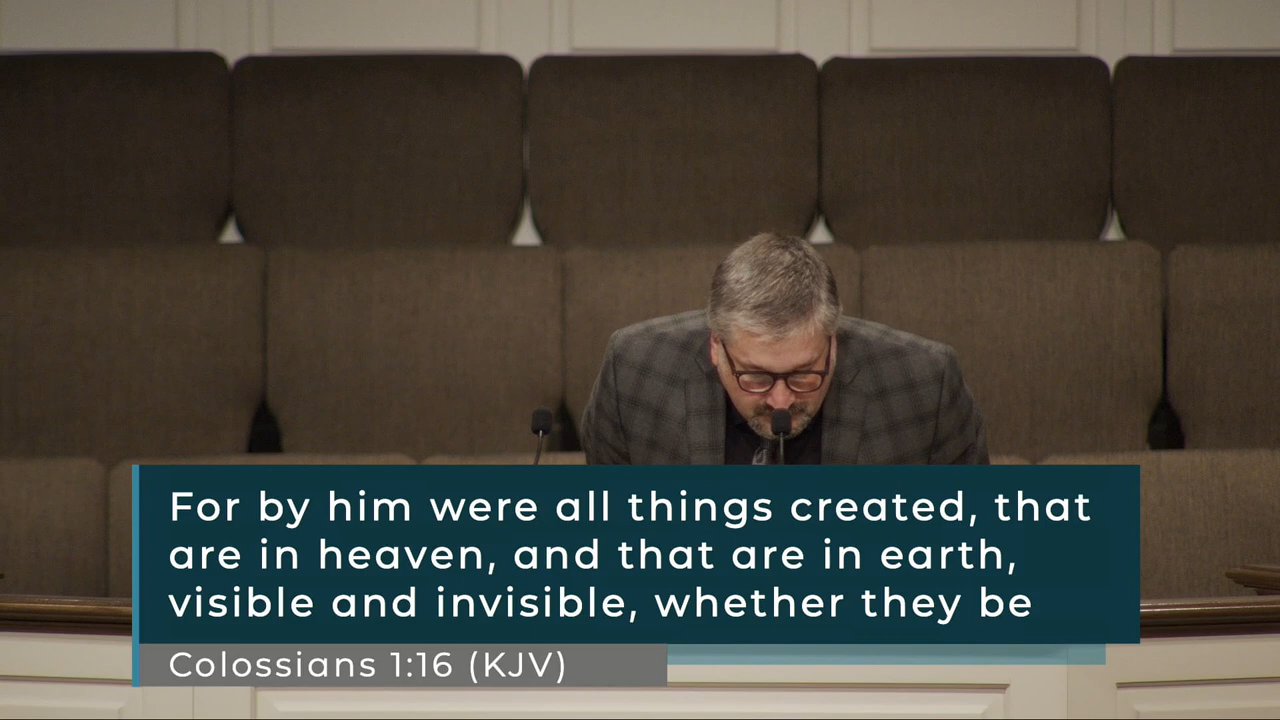 For by him were all things created, that
are in heaven, and that are in earth,
visible and invisible, whether they be
Colossians 1:16 (KJV)